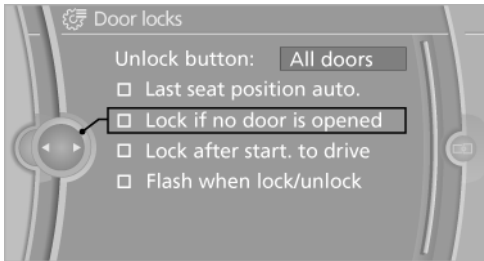 Door locks
Unlock button: All doors
Last seat position auto.
Lock if no door is opened
Lock after start. to drive
Flash when lock/unlock